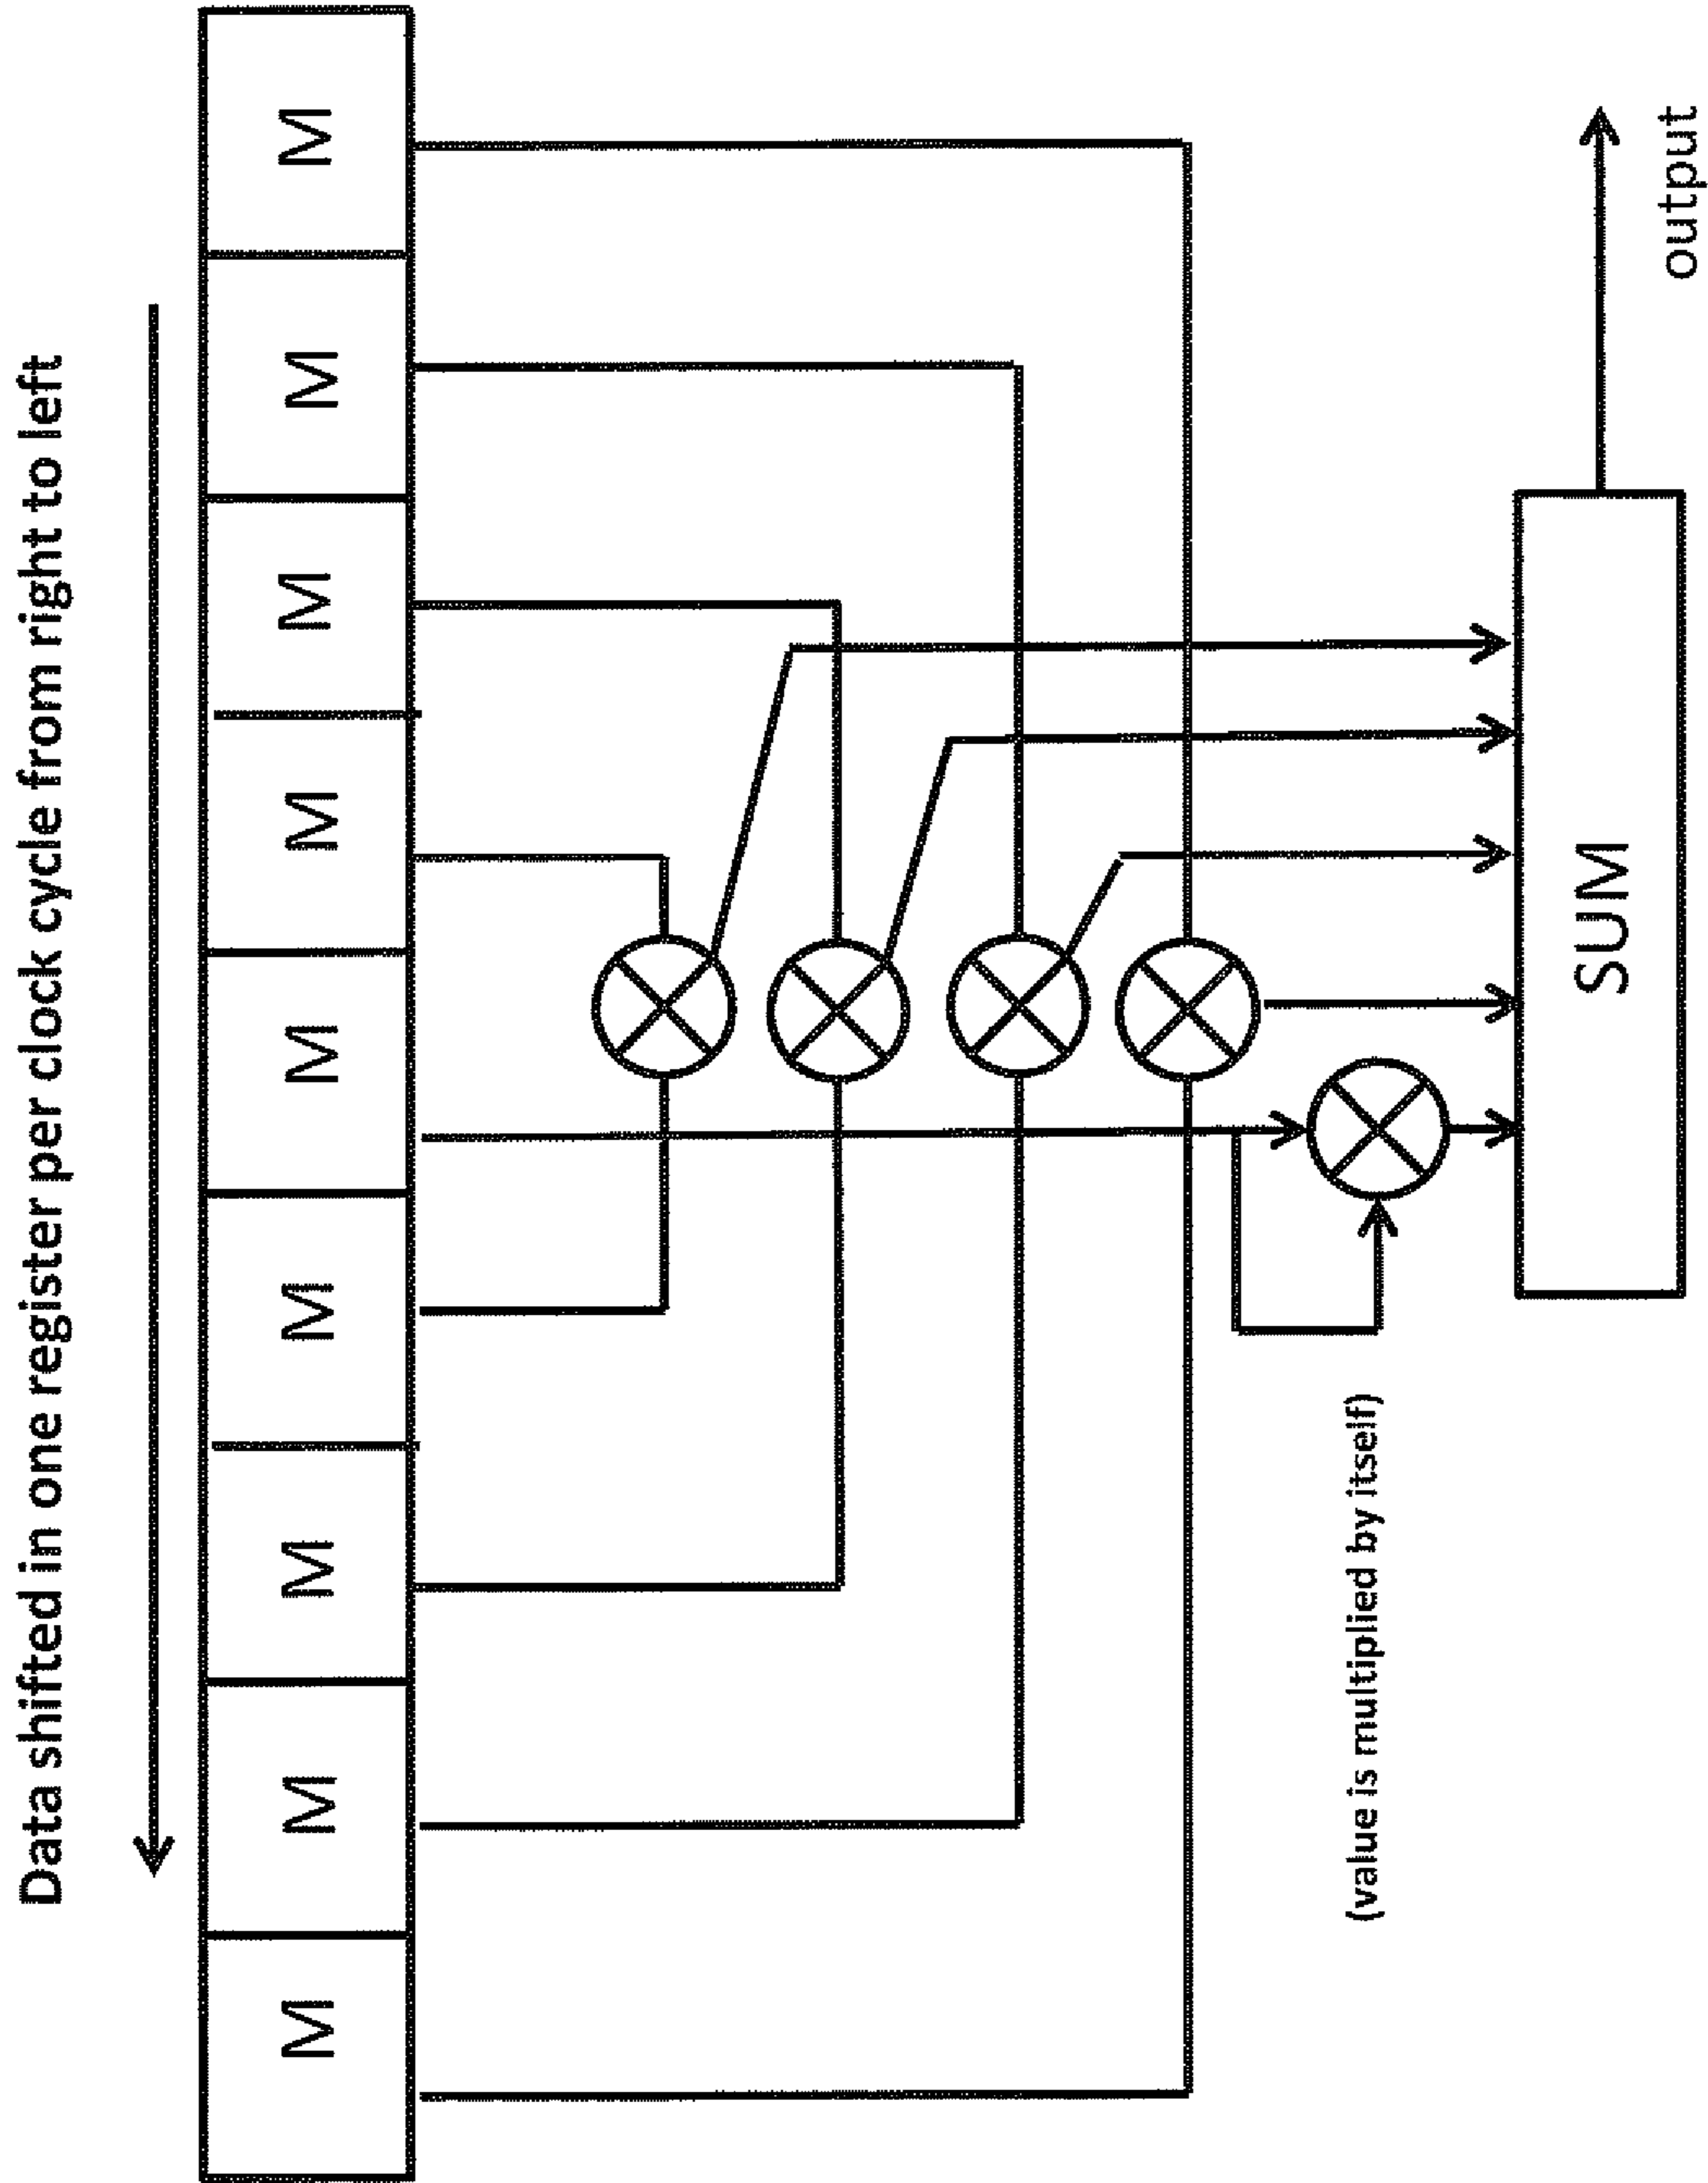 Data shifted in one register per clock cycle from right to left
M M M M M M M M M
(value is multiplied by itself)
SUM
output